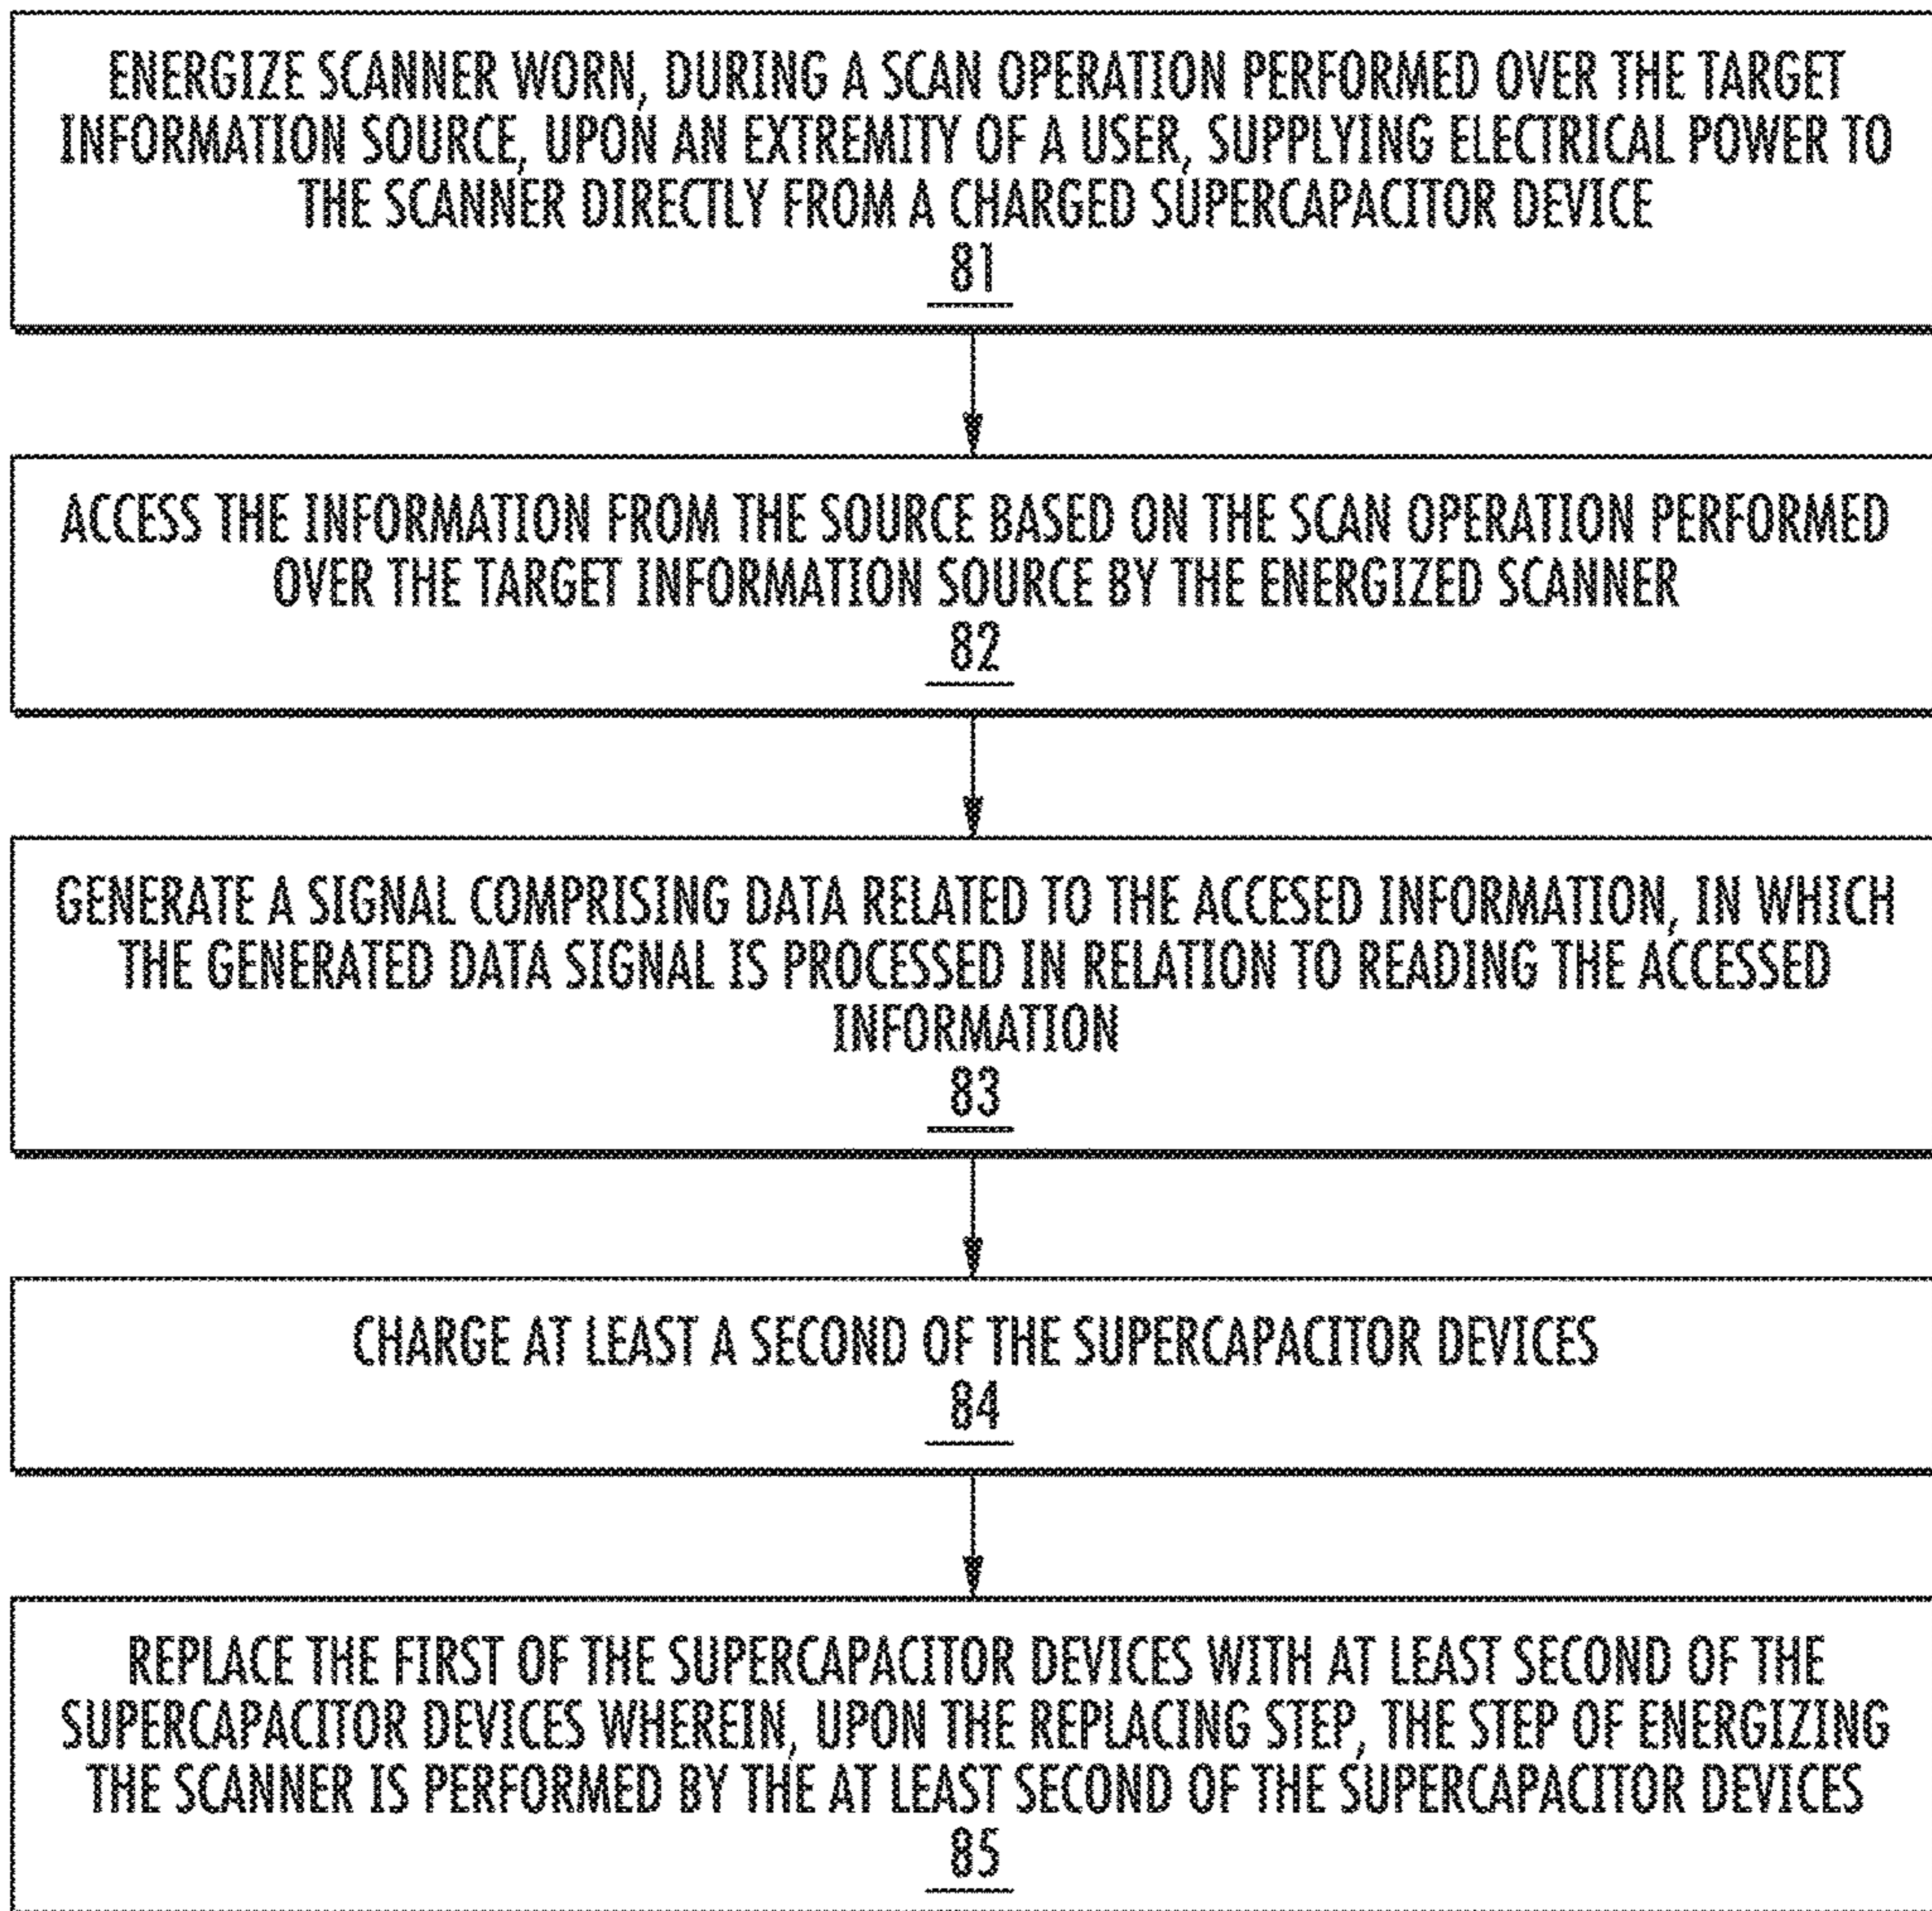 ENERGIZE SCANNER WORN, DURING A SCAN OPERATION PERFORMED OVER THE TARGET
INFORMATION SOURCE, UPON AN EXTREMITY OF A USER, SUPPLYING ELECTRICAL POWER TO
THE SCANNER DIRECTLY FROM A CHARGED SUPERCAPACITOR DEVICE
81
ACCESS THE INFORMATION FROM THE SOURCE BASED ON THE SCAN OPERATION PERFORMED
OVER THE TARGET INFORMATION SOURCE BY THE ENERGIZED SCANNER
82
GENERATE A SIGNAL COMPRISING DATA RELATED TO THE ACCESED INFORMATION, IN WHICH
THE GENERATED DATA SIGNAL IS PROCESSED IN RELATION TO READING THE ACCESSED
INFORMATION
83
CHARGE AT LEAST A SECOND OF THE SUPERCAPACITOR DEVICES
84
REPLACE THE FIRST OF THE SUPERCAPACITOR DEVICES WITH AT LEAST SECOND OF THE
SUPERCAPACITOR DEVICES WHEREIN, UPON THE REPLACING STEP, THE STEP OF ENERGIZING
THE SCANNER IS PERFORMED BY THE AT LEAST SECOND OF THE SUPERCAPACITOR DEVICES
85